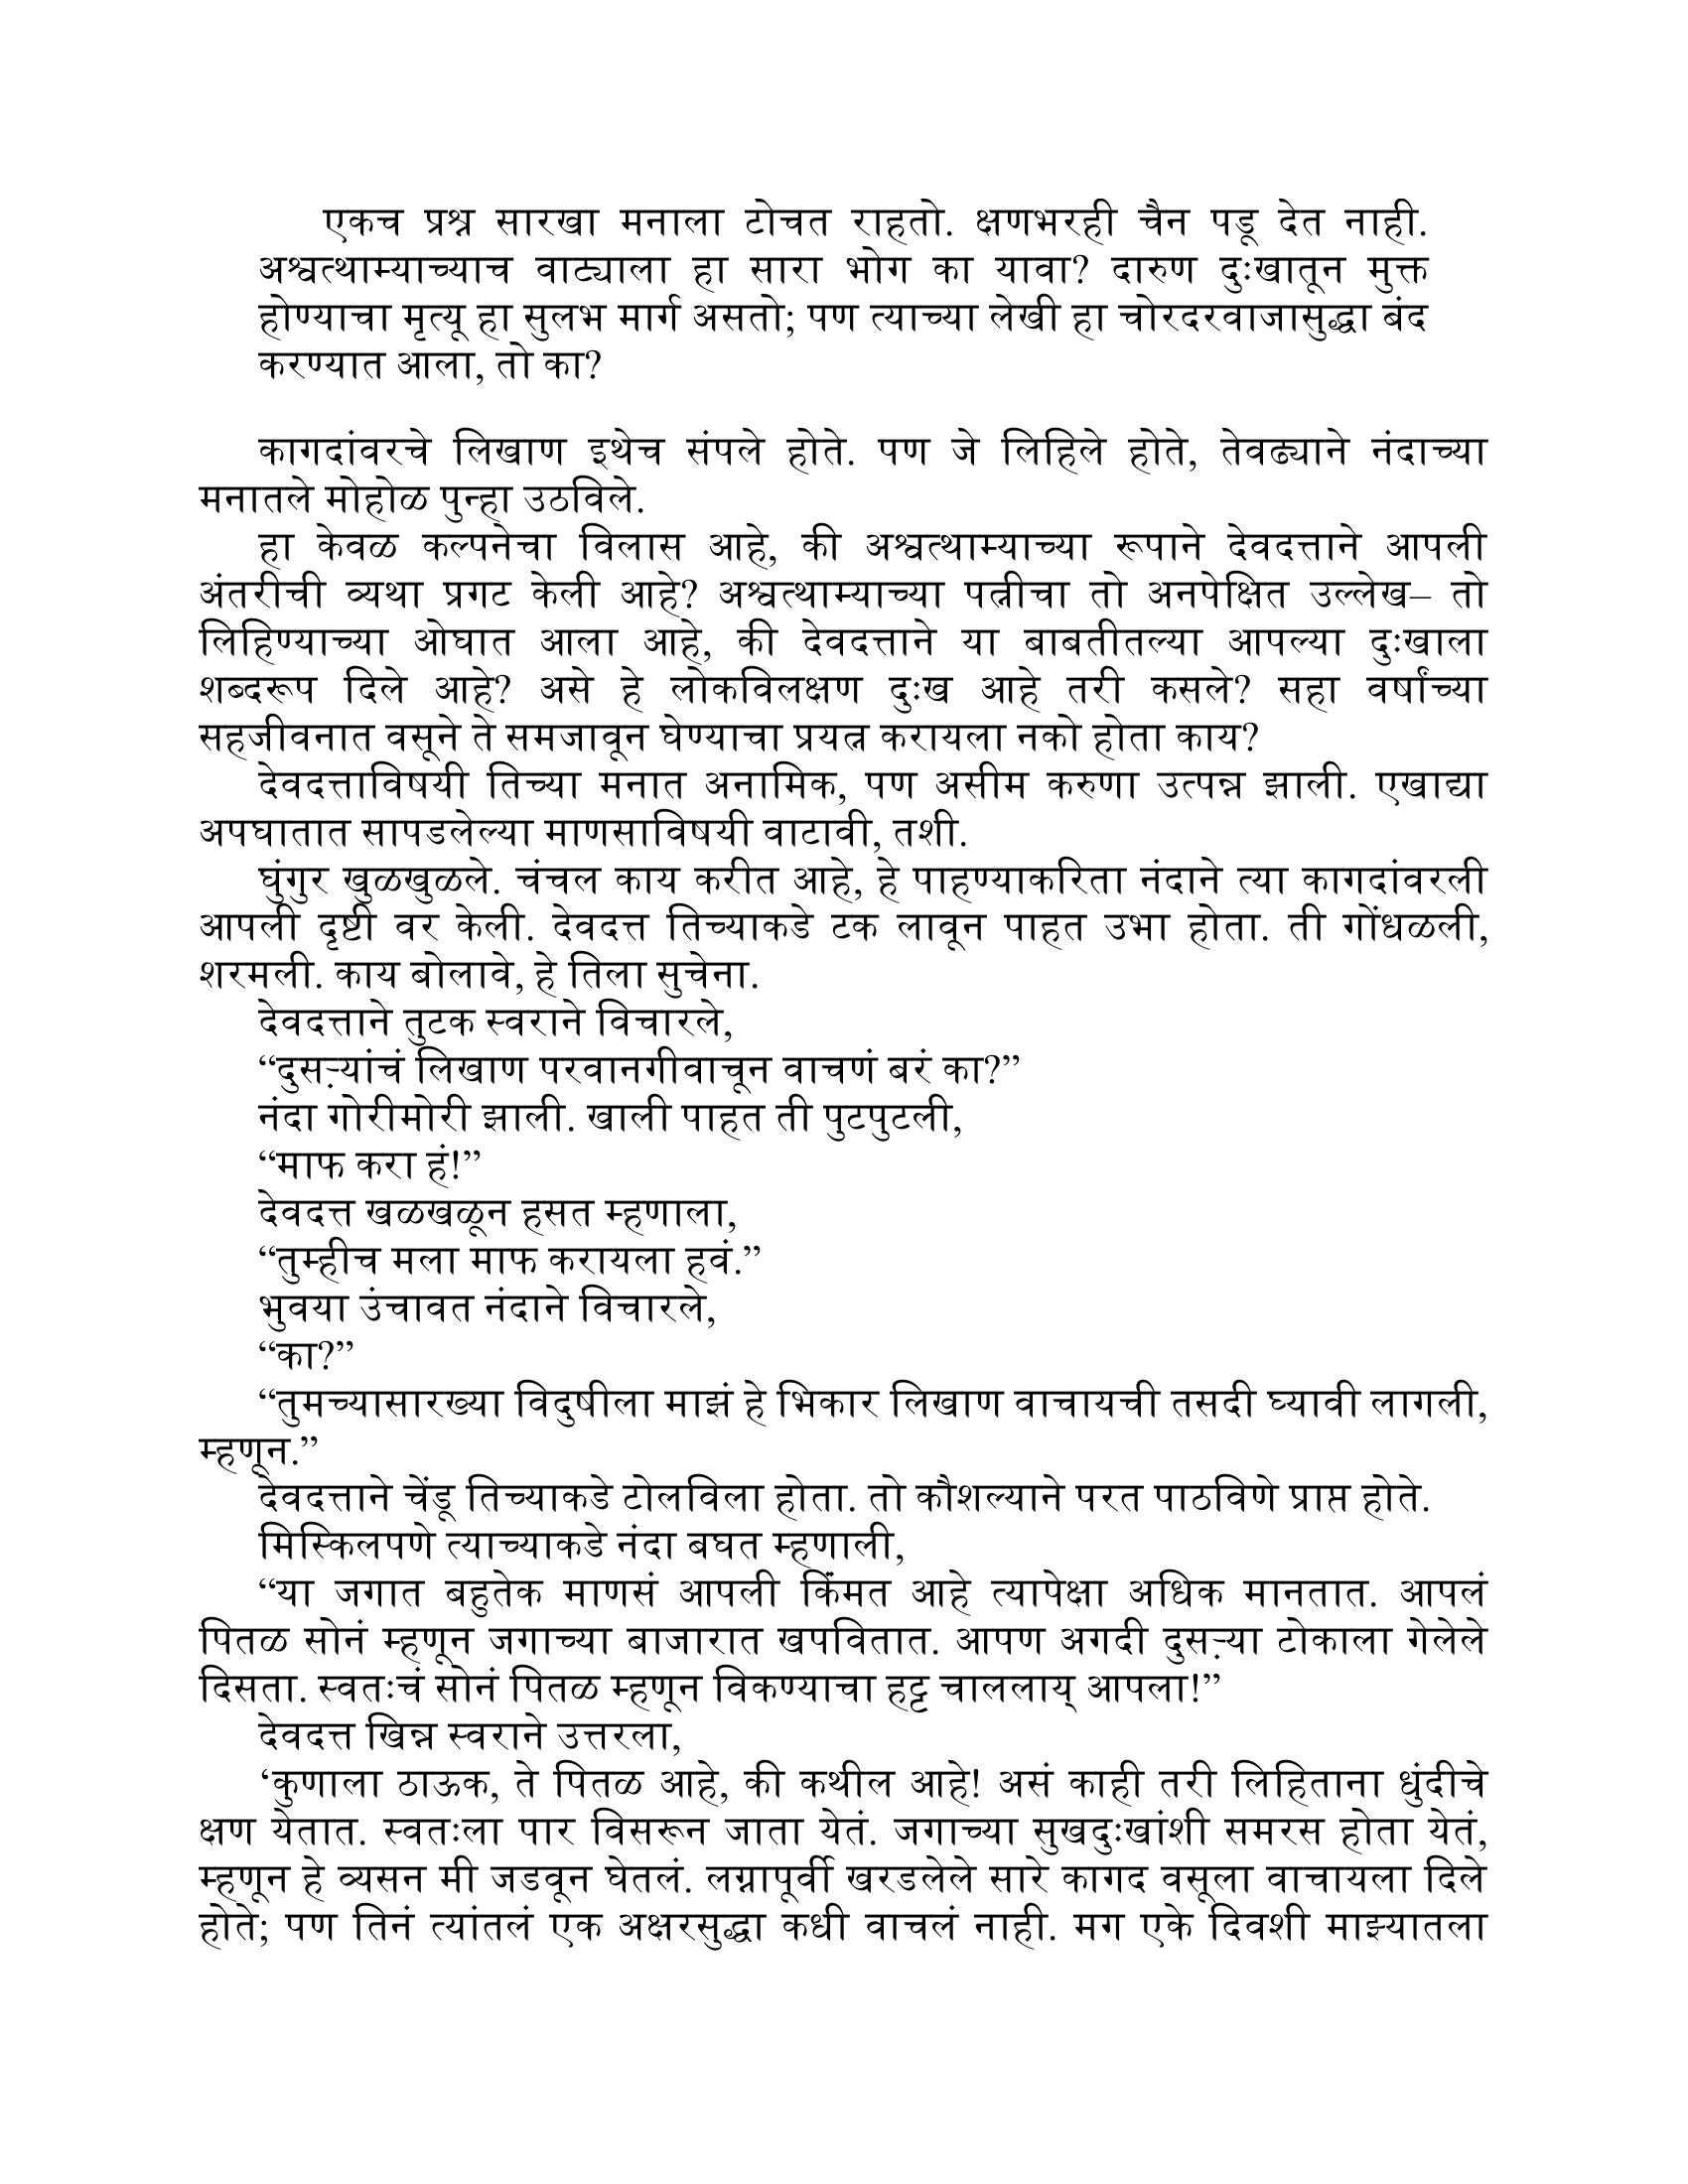 एकच प्रश्न सारखा मनाला टोचत राहतो. क्षणभरही चैन पडू देत नाही.
अश्वत्थाम्याच्याच वाट्याला हा सारा भोग का यावा? दारुण दुःखातून मुक्त
होण्याचा मृत्यू हा सुलभ मार्ग असतो; पण त्याच्या लेखी हा चोरदरवाजासुद्धा बंद
करण्यात आला, तो का?
कागदांवरचे लिखाण इथेच संपले होते. पण जे लिहिले होते, तेवढ्याने नंदाच्या
मनातले मोहोळ पुन्हा उठविले.
हा केवळ कल्पनेचा विलास आहे, की अश्वत्थाम्याच्या रूपाने देवदत्ताने आपली
अंतरीची व्यथा प्रगट केली आहे? अश्वत्थाम्याच्या पत्नीचा तो अनपेक्षित उल्लेख– तो
लिहिण्याच्या ओघात आला आहे, की देवदत्ताने या बाबतीतल्या आपल्या दुःखाला
शब्दरूप दिले आहे? असे हे लोकविलक्षण दुःख आहे तरी कसले? सहा वर्षांच्या
सहजीवनात वसूने ते समजावून घेण्याचा प्रयत्न करायला नको होता काय?
देवदत्ताविषयी तिच्या मनात अनामिक, पण असीम करुणा उत्पन्न झाली. एखाद्या
अपघातात सापडलेल्या माणसाविषयी वाटावी, तशी.
घुंगुर खुळखुळले. चंचल काय करीत आहे, हे पाहण्याकरिता नंदाने त्या कागदांवरली
आपली दृष्टी वर केली. देवदत्त तिच्याकडे टक लावून पाहत उभा होता. ती गोंधळली,
शरमली. काय बोलावे, हे तिला सुचेना.
देवदत्ताने तुटक स्वराने विचारले,
“दुसऱ्यांचं लिखाण परवानगीवाचून वाचणं बरं का?”
नंदा गोरीमोरी झाली. खाली पाहत ती पुटपुटली,
“माफ करा हं!”
देवदत्त खळखळून हसत म्हणाला,
“तुम्हीच मला माफ करायला हवं.”
भुवया उंचावत नंदाने विचारले,
“का?”
“तुमच्यासारख्या विदुषीला माझं हे भिकार लिखाण वाचायची तसदी घ्यावी लागली,
म्हणून.”
देवदत्ताने चेंडू तिच्याकडे टोलविला होता. तो कौशल्याने परत पाठविणे प्राप्त होते.
मिस्किलपणे त्याच्याकडे नंदा बघत म्हणाली,
“या जगात बहुतेक माणसं आपली किंमत आहे त्यापेक्षा अधिक मानतात. आपलं
पितळ सोनं म्हणून जगाच्या बाजारात खपवितात. आपण अगदी दुसऱ्या टोकाला गेलेले
दिसता. स्वतःचं सोनं पितळ म्हणून विकण्याचा हट्ट चाललाय् आपला!”
देवदत्त खिन्न स्वराने उत्तरला,
‘कुणाला ठाऊक, ते पितळ आहे, की कथील आहे! असं काही तरी लिहिताना धुंदीचे
क्षण येतात. स्वतःला पार विसरून जाता येतं. जगाच्या सुखदुःखांशी समरस होता येतं,
म्हणून हे व्यसन मी जडवून घेतलं. लग्नापूर्वी खरडलेले सारे कागद वसूला वाचायला दिले
होते; पण तिनं त्यांतलं एक अक्षरसुद्धा कधी वाचलं नाही. मग एके दिवशी माझ्यातला